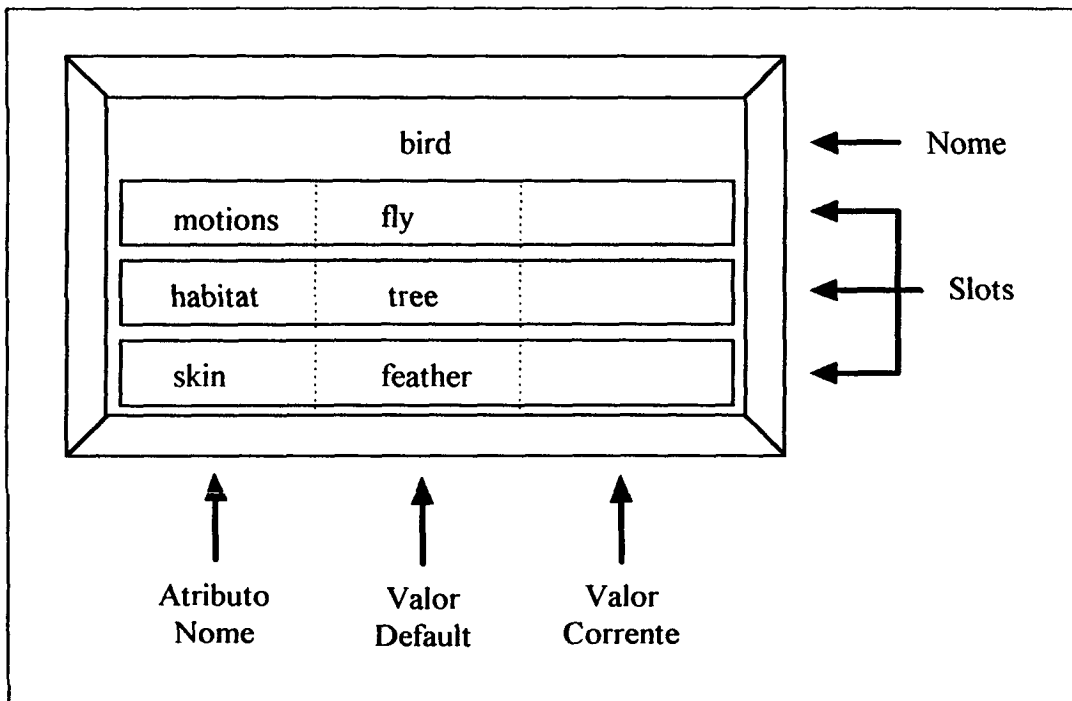 bird
Nome
motions fly
habitat tree
Slots
skin feather
Atributo
Nome
Valor
Default
Valor
Corrente